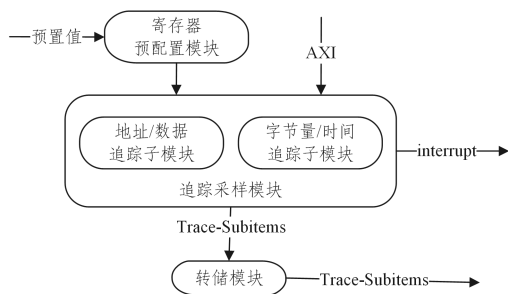 预置值
寄存器
预配置模块
AXI
地址/数据
追踪子模块
字节量/时间
追踪子模块
追踪采样模块
interrupt
Trace-Subitems
转储模块
Trace-Subitems